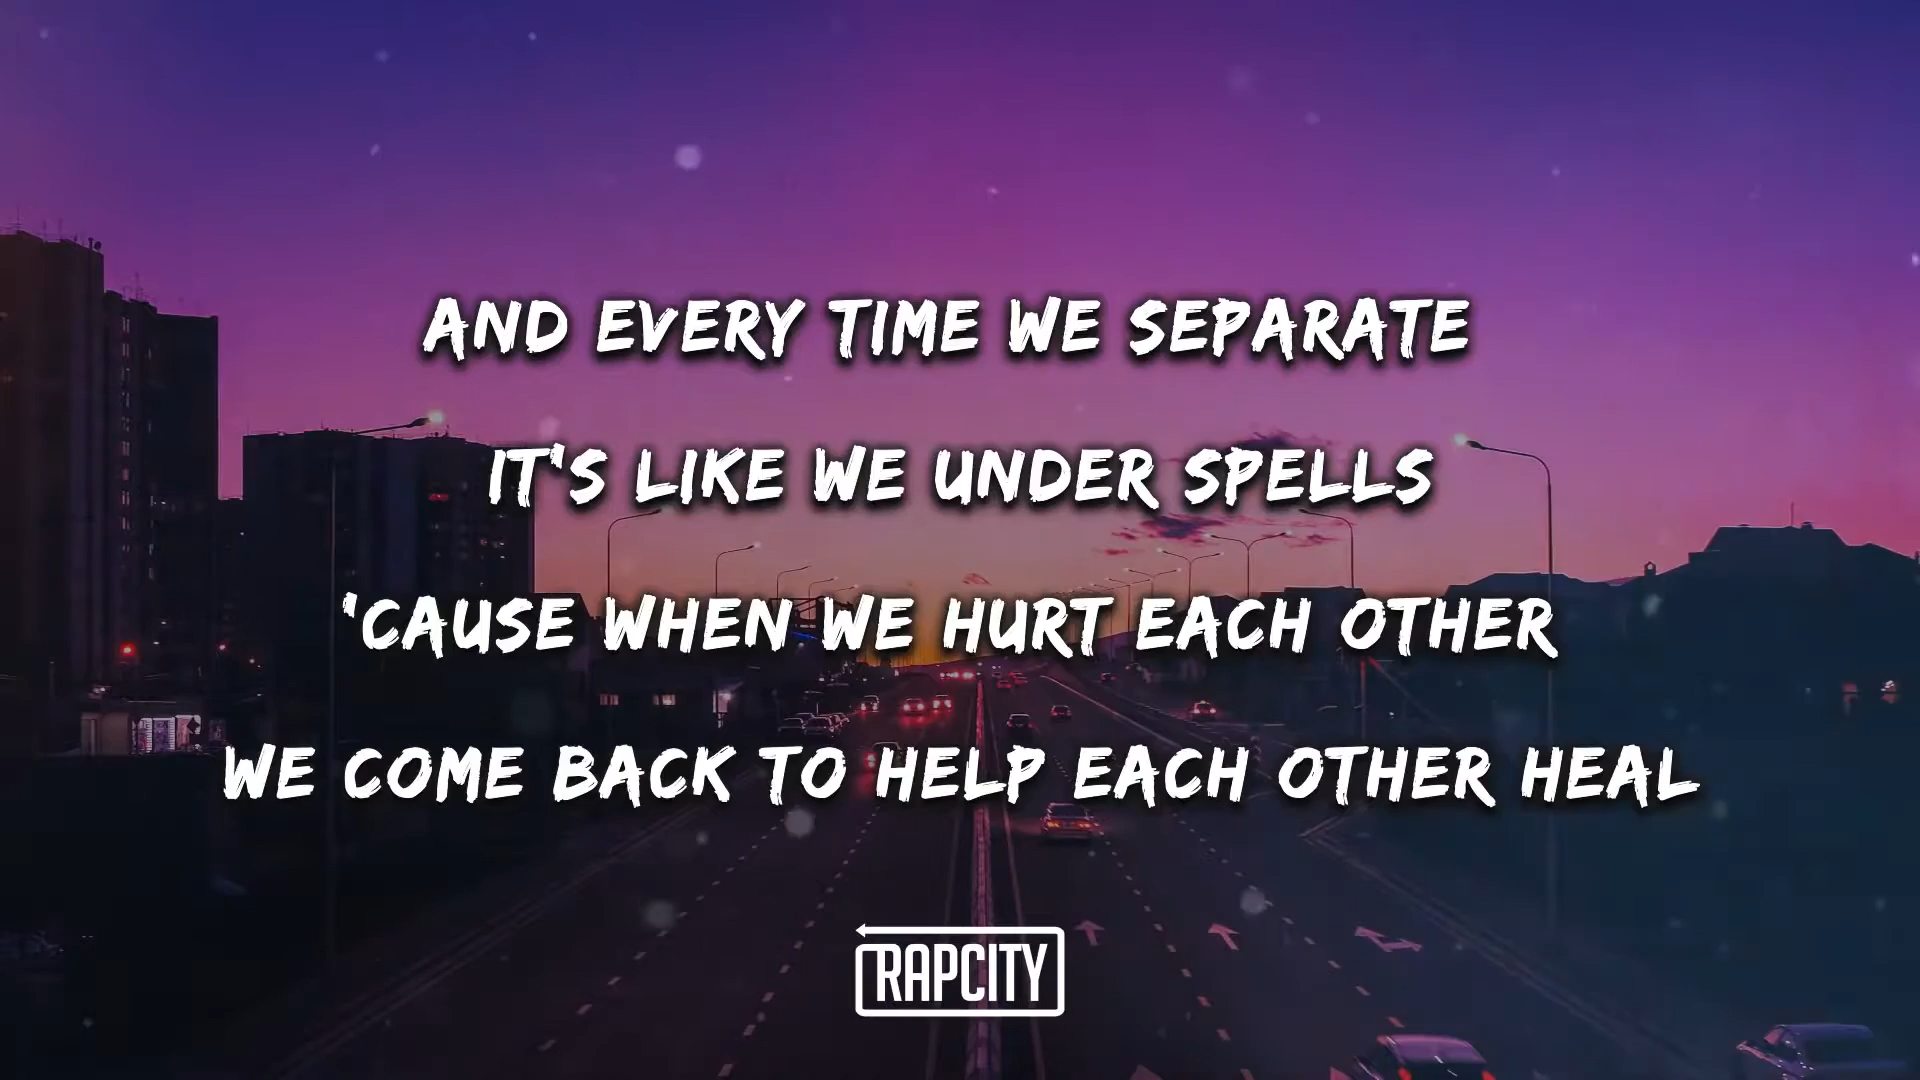 AND EVERY TIME WE SEPARATE
IT'S LIKE WE UNDER SPELLS
'CAUSE WHEN WE HURT EACH OTHER
WE COME BACK TO HELP EACH OTHER HEAL
RAPCITY